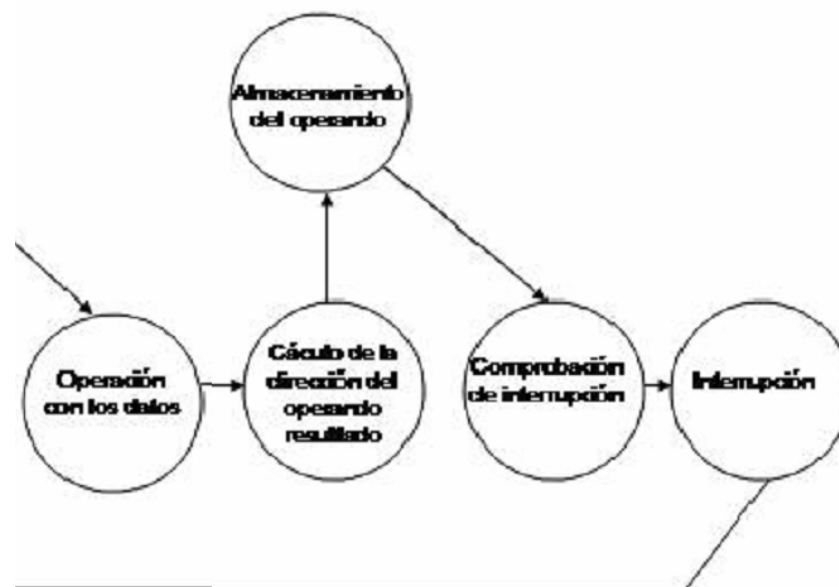 Almacenamiento
del operando
Operación
con los datos
Cáculo de la
dirección del
operando
resultado
Comprobación
de interrupción
Interrupción